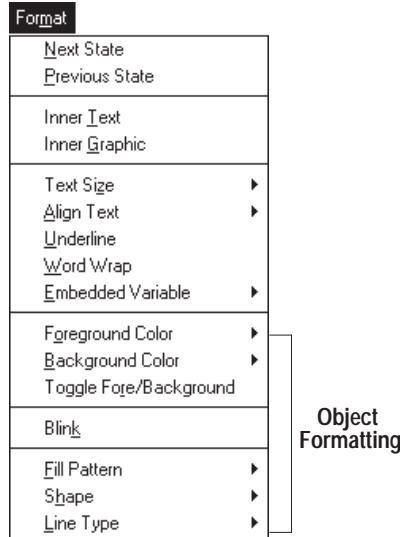 Format
Next State
Previous State
Inner Text
Inner Graphic
Text Size
Align Text
Underline
Word Wrap
Embedded Variable
Foreground Color
Background Color
Toggle Fore/Background
Blink
Fill Pattern
Shape
Line Type
Object
Formatting